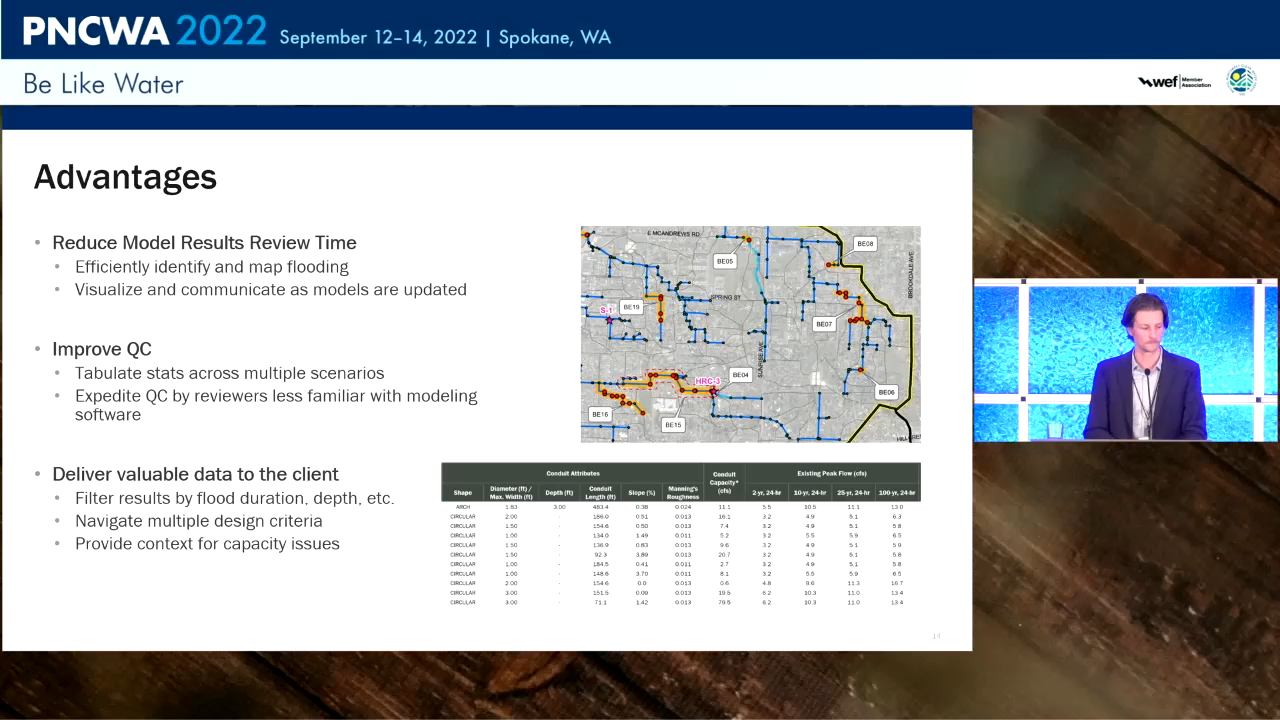 PNCWA 2022 September 12–14, 2022 | Spokane, WA
Be Like Water
wef Member Association
Advantages
• Reduce Model Results Review Time
• Efficiently identify and map flooding
• Visualize and communicate as models are updated
• Improve QC
• Tabulate stats across multiple scenarios
• Expedite QC by reviewers less familiar with modeling
software
• Deliver valuable data to the client
• Filter results by flood duration, depth, etc.
• Navigate multiple design criteria
• Provide context for capacity issues
E MCANDREWS RD.
BE08
BE05
BROOKDALE AVE
SPRING ST
BE19
S-1
BE07
SUNRISE AVE
HRC-3
BE04
BE06
BE16
BE15
Conduit Attributes Conduit Capacity* (cfs) Existing Peak Flow (cfs)
Shape Diameter (ft) / Max. Width (ft) Depth (ft) Conduit Length (ft) Slope (%) Manning's Roughness 2-yr, 24-hr 10-yr, 24-hr 25-yr, 24-hr 100-yr, 24-hr
ARCH 1.83 3.00 483.4 0.38 0.024 11.1 5.5 10.5 11.1 13.0
CIRCULAR 2.00 - 186.0 0.51 0.013 16.1 3.2 4.9 5.1 6.3
CIRCULAR 1.50 - 154.6 0.50 0.013 7.4 3.2 4.9 5.1 5.8
CIRCULAR 1.00 - 134.0 1.49 0.011 5.2 3.2 5.5 5.9 6.5
CIRCULAR 1.50 - 136.9 0.83 0.013 9.6 3.2 4.9 5.1 5.9
CIRCULAR 1.50 - 92.3 3.89 0.013 20.7 3.2 4.9 5.1 5.8
CIRCULAR 1.00 - 184.5 0.41 0.011 2.7 3.2 4.9 5.1 5.8
CIRCULAR 1.00 - 148.6 3.70 0.011 8.1 3.2 5.5 5.9 6.5
CIRCULAR 2.00 - 154.6 0.0 0.013 0.6 4.8 9.6 11.3 16.7
CIRCULAR 3.00 - 151.5 0.09 0.013 19.5 6.2 10.3 11.0 13.4
CIRCULAR 3.00 - 71.1 1.42 0.013 79.5 6.2 10.3 11.0 13.4
14